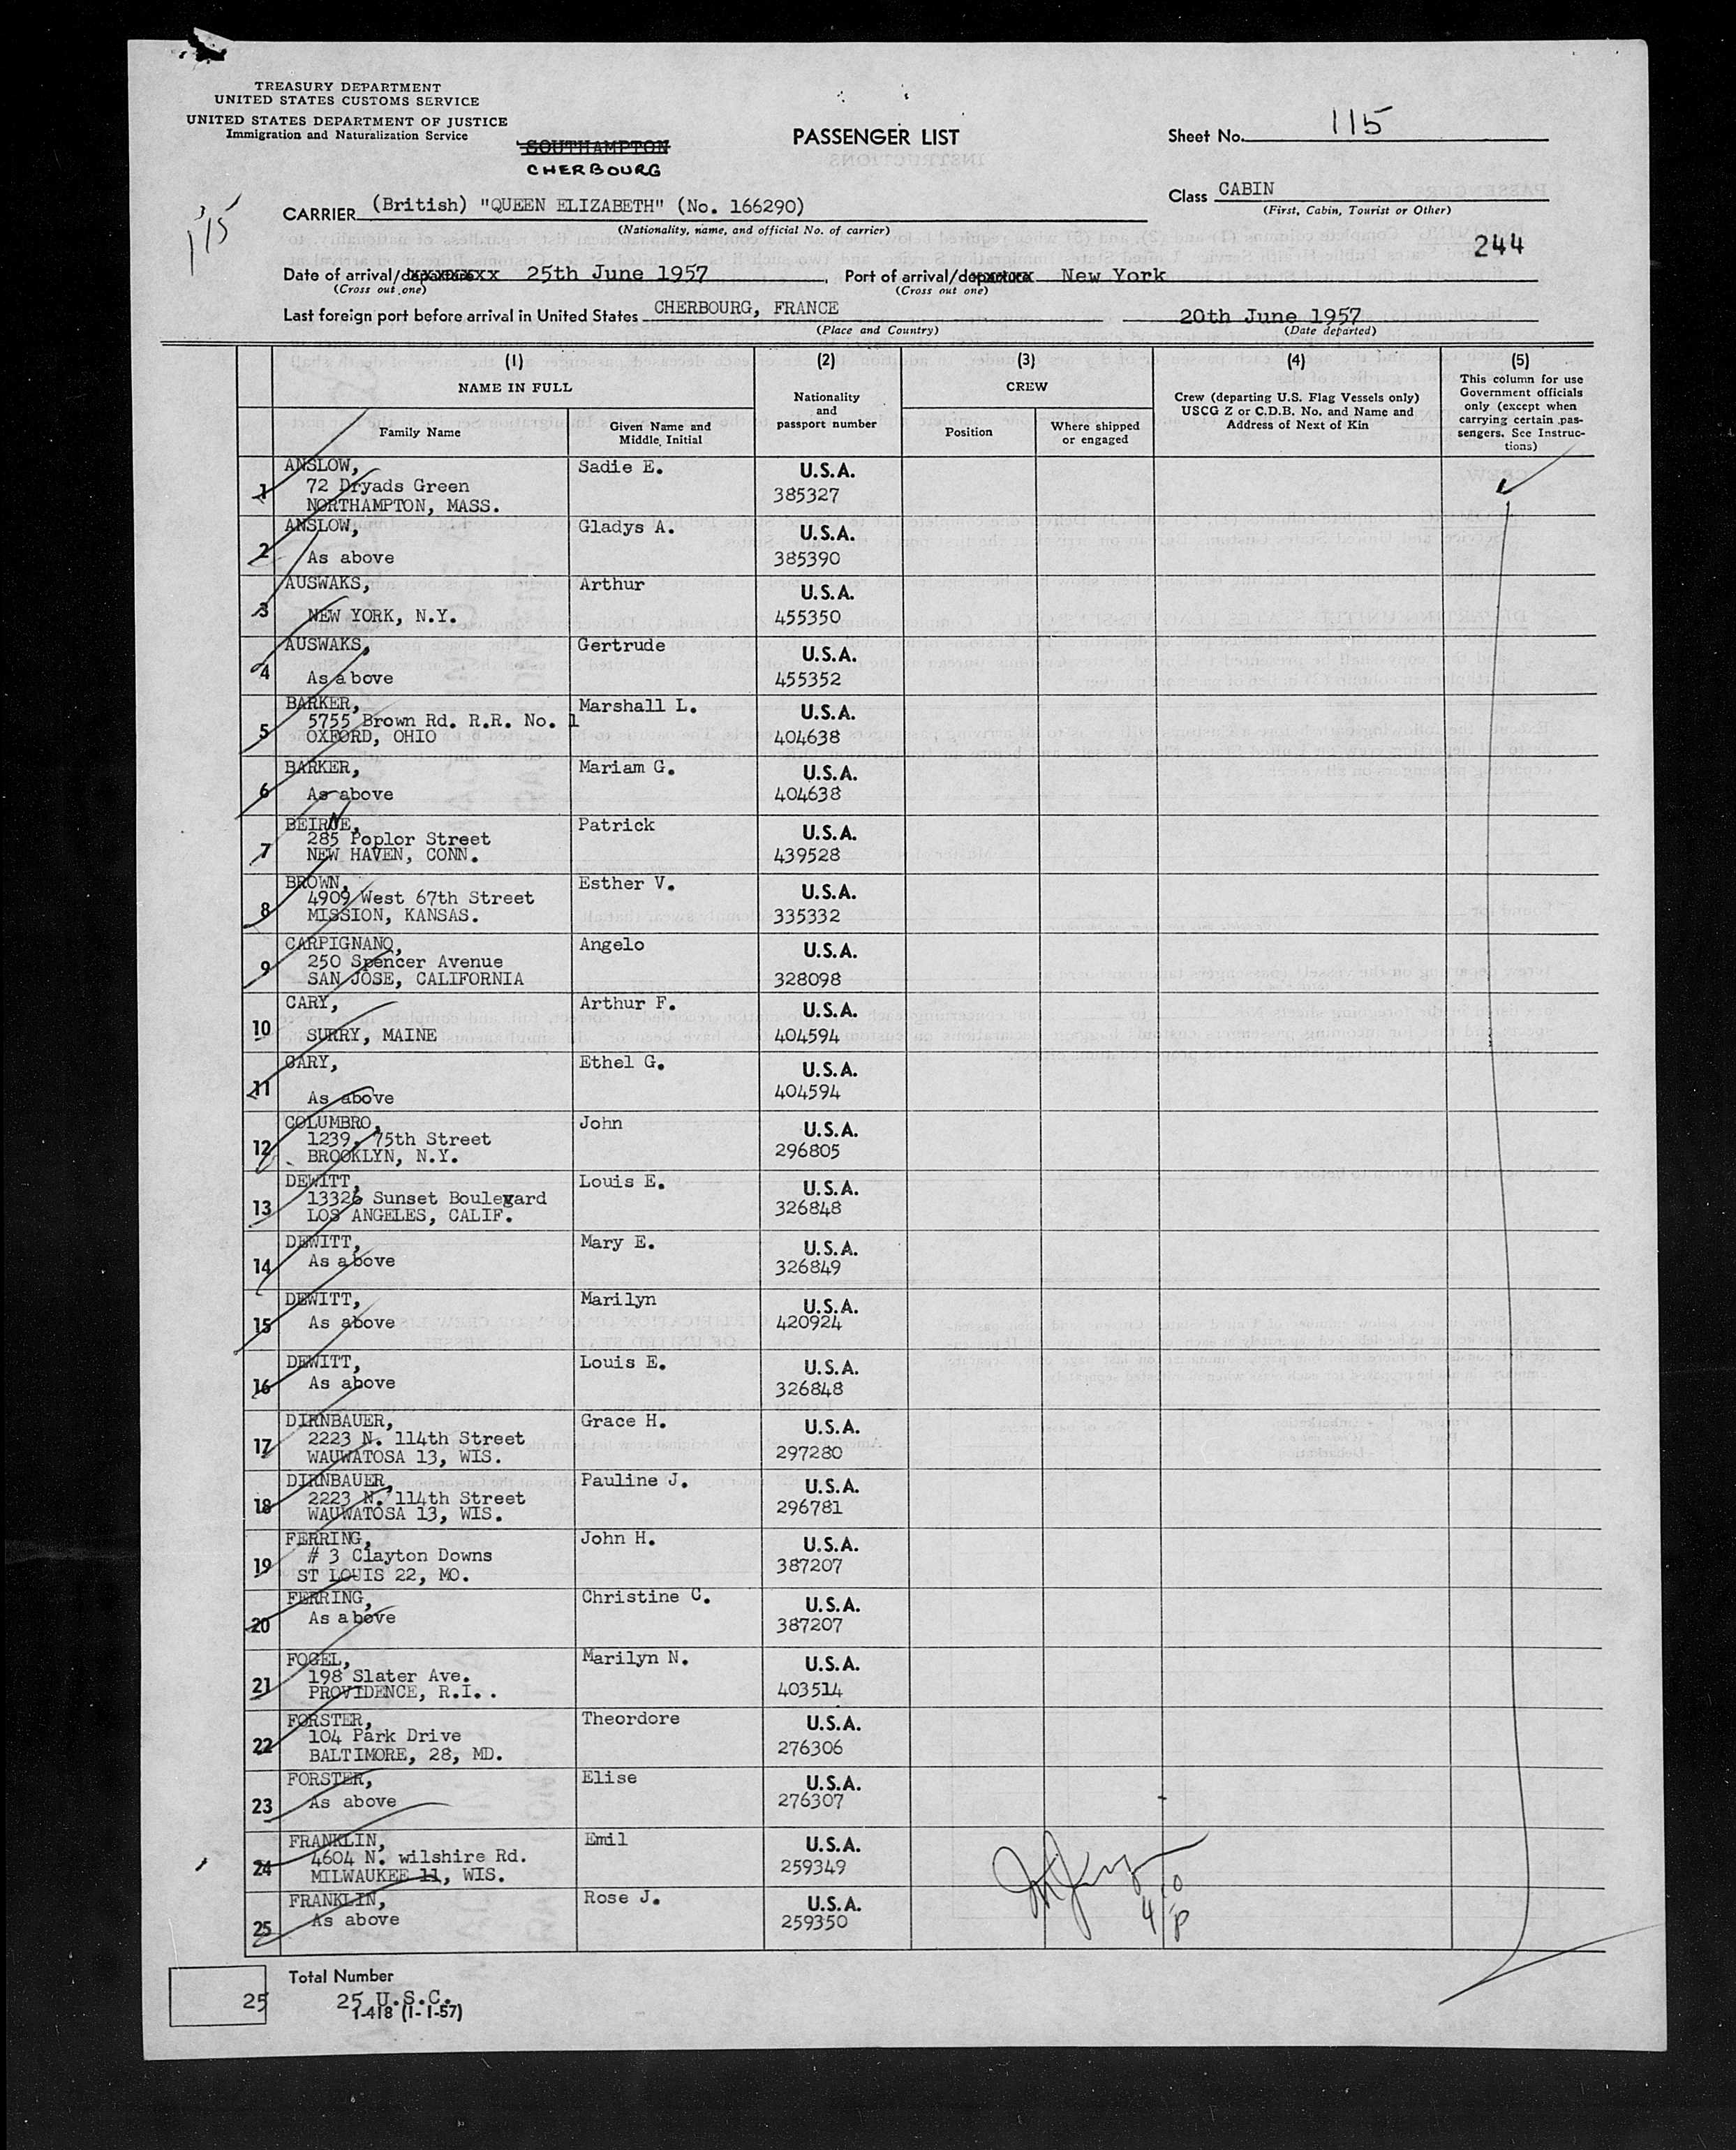 TREASURY DEPARTMENT
UNITED STATES CUSTOMS SERVICE
UNITED STATES DEPARTMENT OF JUSTICE
Immigration and Naturalization Service
SOUTHAMPTON
CHERBOURG
PASSENGER LIST
Sheet No. 115
Class CABIN
(First, Cabin, Tourist or Other)
115
CARRIER (British) "QUEEN ELIZABETH" (No. 166290)
(Nationality, name, and official No. of carrier)
244
Date of arrival/departure 25th June 1957, Port of arrival/departure New York
(Cross out one) (Cross out one)
Last foreign port before arrival in United States CHERBOURG, FRANCE 20th June 1957
(Place and Country) (Date departed)
(1) (2) (3) (4) (5)
NAME IN FULL
Family Name
Given Name and Middle Initial
Nationality and passport number
CREW
Position
Where shipped or engaged
Crew (departing U.S. Flag Vessels only)
USCG Z or C.D.B. No. and Name and
Address of Next of Kin
This column for use
Government officials
only (except when
carrying certain pas-
sengers. See Instruc-
tions)
1 ANSLOW, Sadie E. U.S.A.
72 Dryads Green 385327
NORTHAMPTON, MASS.
2 ANSLOW, Gladys A. U.S.A.
As above 385390
3 AUSWAKS, Arthur U.S.A.
NEW YORK, N.Y. 455350
4 AUSWAKS, Gertrude U.S.A.
As above 455352
5 BARKER, Marshall L. U.S.A.
5755 Brown Rd. R.R. No. 1
OXFORD, OHIO 404638
6 BARKER, Mariam G. U.S.A.
As above 404638
7 BEIRNE, Patrick U.S.A.
285 Poplor Street
NEW HAVEN, CONN. 439528
8 BROWN, Esther V. U.S.A.
4909 West 67th Street
MISSION, KANSAS. 335332
9 CARPIGNANO, Angelo U.S.A.
250 Spencer Avenue
SAN JOSE, CALIFORNIA 328098
10 CARY, Arthur F. U.S.A.
SURRY, MAINE 404594
11 CARY, Ethel G. U.S.A.
As above 404594
12 COLUMBRO, John U.S.A.
1239, 75th Street
BROOKLYN, N.Y. 296805
13 DEWITT, Louis E. U.S.A.
13326 Sunset Boulevard
LOS ANGELES, CALIF. 326848
14 DEWITT, Mary E. U.S.A.
As above 326849
15 DEWITT, Marilyn U.S.A.
As above 420924
16 DEWITT, Louis E. U.S.A.
As above 326848
17 DIRNBAUER, Grace H. U.S.A.
2223 N. 114th Street
WAUWATOSA 13, WIS. 297280
18 DIRNBAUER, Pauline J. U.S.A.
2223 N. 114th Street
WAUWATOSA 13, WIS. 296781
19 FERRING, John H. U.S.A.
# 3 Clayton Downs
ST LOUIS 22, MO. 387207
20 FERRING, Christine C. U.S.A.
As above 387207
21 FOGEL, Marilyn N. U.S.A.
198 Slater Ave.
PROVIDENCE, R.I.. 403514
22 FORSTER, Theordore U.S.A.
104 Park Drive
BALTIMORE, 28, MD. 276306
23 FORSTER, Elise U.S.A.
As above 276307
24 FRANKLIN, Emil U.S.A.
4604 N. wilshire Rd.
MILWAUKEE 11, WIS. 259349
25 FRANKLIN, Rose J. U.S.A.
As above 259350
Total Number
25 25 U.S.C.
I-418 (1-1-57)